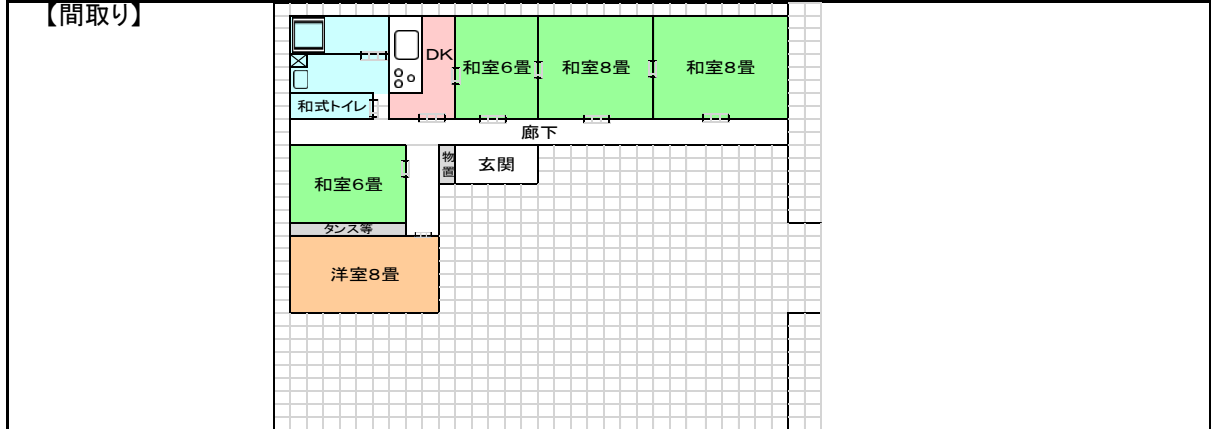 【間取り】
DK
和室6畳
和室8畳
和室8畳
和式トイレ
廊下
物置
玄関
和室6畳
タンス等
洋室8畳